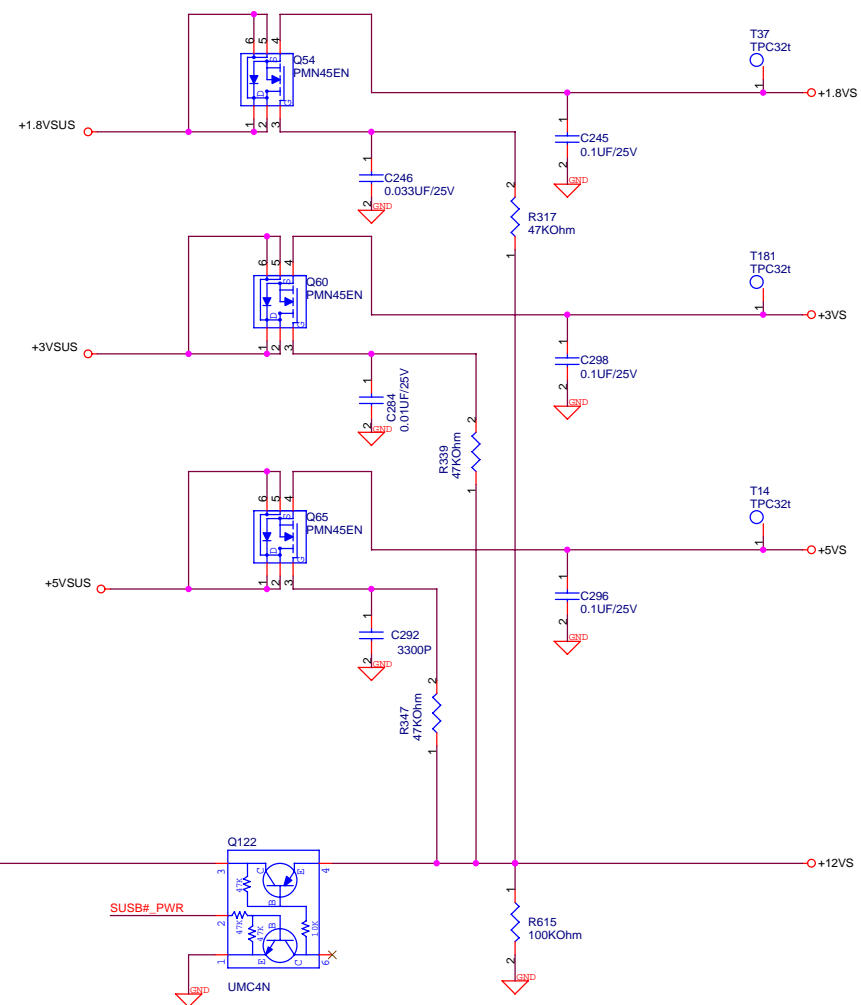 T37
TPC32t
6
5
4
S
D
G
Q54
PMN45EN
1
2
3
+1.8VSUS
1
+1.8VS
1
C245
0.1UF/25V
2
GND
1
C246
0.033UF/25V
2
GND
2
R317
47KOhm
1
T181
TPC32t
6
5
4
S
D
G
Q60
PMN45EN
1
2
3
+3VSUS
1
+3VS
1
C298
0.1UF/25V
2
GND
1
C284
0.01UF/25V
2
GND
2
R339
47KOhm
1
T14
TPC32t
6
5
4
S
D
G
Q65
PMN45EN
1
2
3
+5VSUS
1
+5VS
1
C296
0.1UF/25V
2
GND
1
C292
3300P
2
GND
2
R347
47KOhm
1
Q122
3
C
E
4
47K
B
+12VS
SUSB#_PWR
2
47K
47K
B
10K
1
E
C
6
GND
UMC4N
1
R615
100KOhm
2
GND